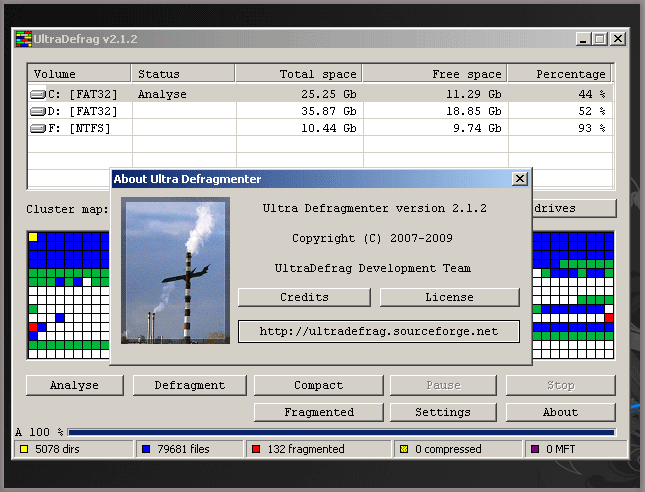 UltraDefrag v2.1.2
Volume Status Total space Free space Percentage
C: [FAT32] Analyse 25.25 Gb 11.29 Gb 44 %
D: [FAT32] 35.87 Gb 18.85 Gb 52 %
F: [NTFS] 10.44 Gb 9.74 Gb 93 %
About Ultra Defragmenter
Cluster map: drives
Ultra Defragmenter version 2.1.2
Copyright (C) 2007-2009
UltraDefrag Development Team
Credits License
http://ultradefrag.sourceforge.net
Analyse Defragment Compact Pause Stop
Fragmented Settings About
A 100 %
5078 dirs 79681 files 132 fragmented 0 compressed 0 MFT